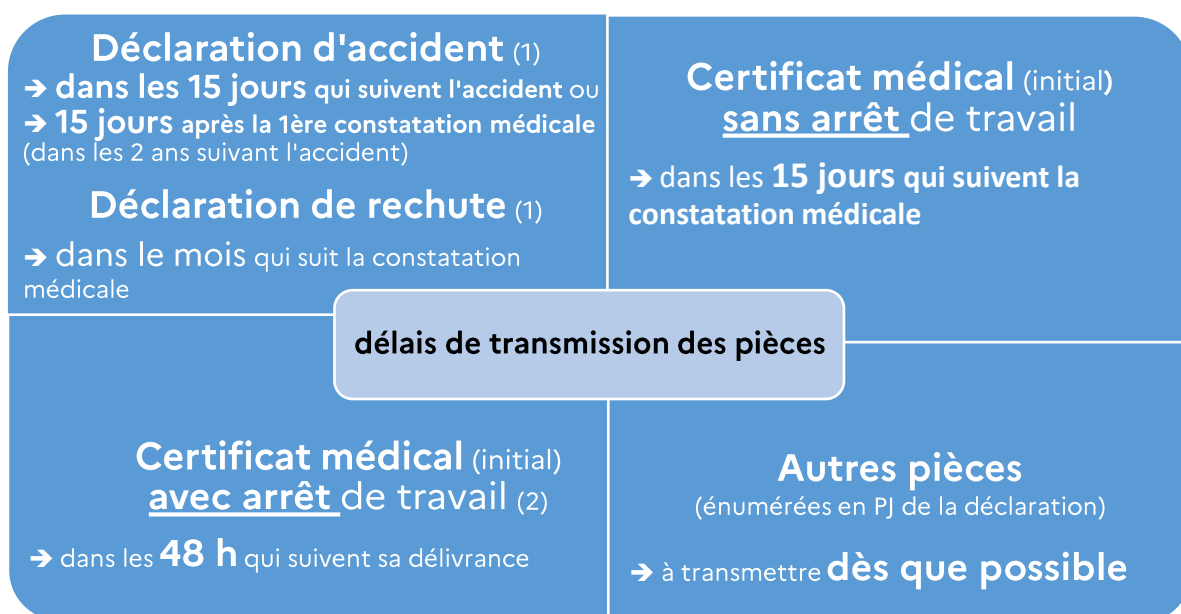 Déclaration d'accident (1)
➔ dans les 15 jours qui suivent l'accident ou
➔ 15 jours après la 1ère constatation médicale
(dans les 2 ans suivant l'accident)
Déclaration de rechute (1)
➔ dans le mois qui suit la constatation
médicale
Certificat médical (initial)
sans arrêt de travail
➔ dans les 15 jours qui suivent la
constatation médicale
délais de transmission des pièces
Certificat médical (initial)
avec arrêt de travail (2)
➔ dans les 48 h qui suivent sa délivrance
Autres pièces
(énumérées en PJ de la déclaration)
➔ à transmettre dès que possible